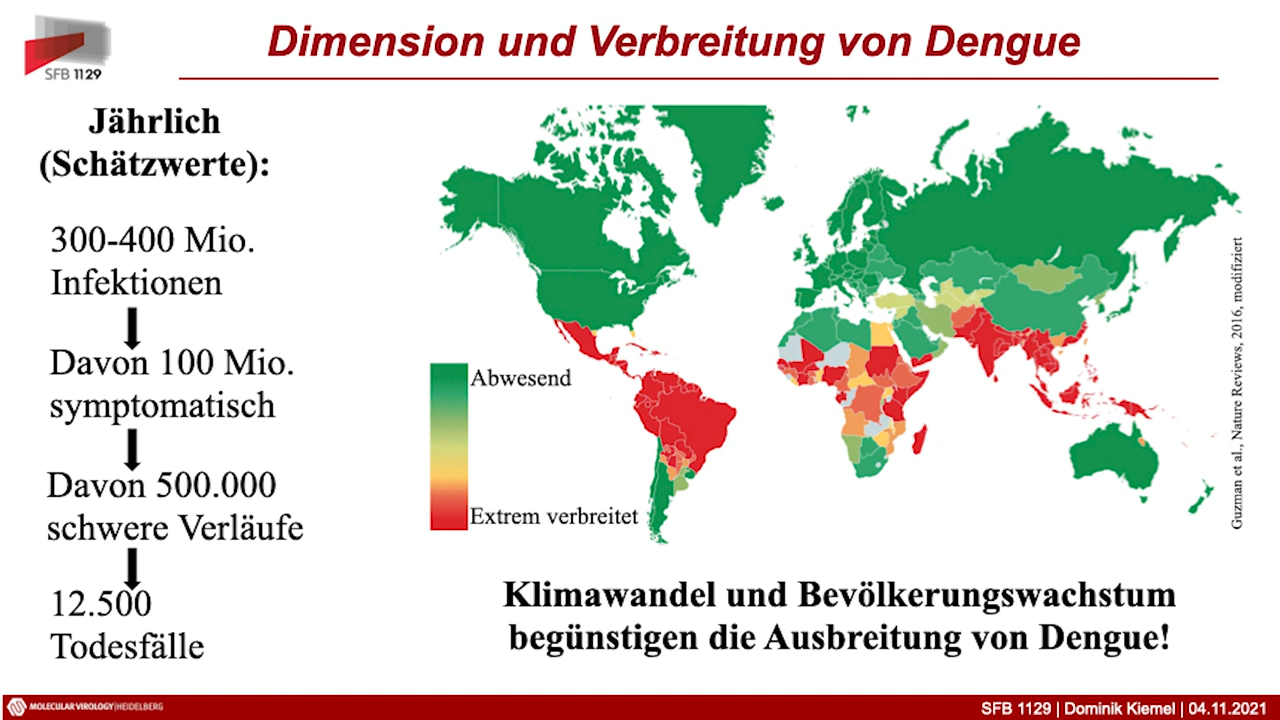 SFB 1129
Dimension und Verbreitung von Dengue
Jährlich
(Schätzwerte):
300-400 Mio.
Infektionen
Davon 100 Mio.
symptomatisch
Davon 500.000
schwere Verläufe
12.500
Todesfälle
Abwesend
Extrem verbreitet
Guzman et al., Nature Reviews, 2016, modifiziert
Klimawandel und Bevölkerungswachstum
begünstigen die Ausbreitung von Dengue!
MOLECULAR VIROLOGY|HEIDELBERG
SFB 1129 | Dominik Kiemel | 04.11.2021